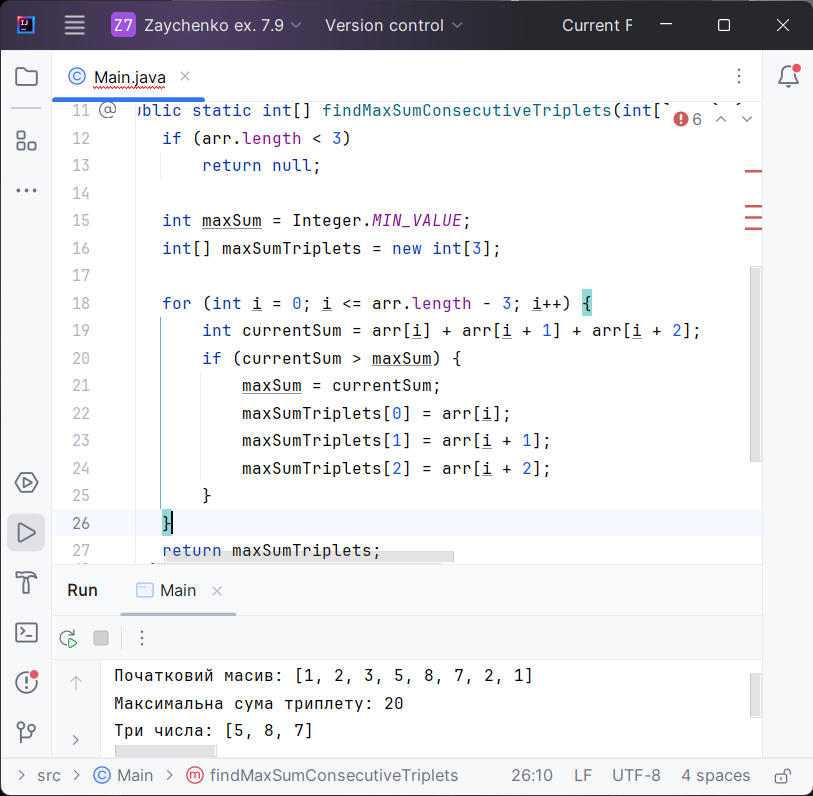 Z7 Zaychenko ex. 7.9 Version control Current F
Main.java
11 ublic static int[] findMaxSumConsecutiveTriplets(int[]
6
12 if (arr.length < 3)
13 return null;
14
15 int maxSum = Integer.MIN_VALUE;
16 int[] maxSumTriplets = new int[3];
17
18 for (int i = 0; i <= arr.length - 3; i++) {
19 int currentSum = arr[i] + arr[i + 1] + arr[i + 2];
20 if (currentSum > maxSum) {
21 maxSum = currentSum;
22 maxSumTriplets[0] = arr[i];
23 maxSumTriplets[1] = arr[i + 1];
24 maxSumTriplets[2] = arr[i + 2];
25 }
26 }
27 return maxSumTriplets;
Run Main
Початковий масив: [1, 2, 3, 5, 8, 7, 2, 1]
Максимальна сума триплету: 20
Три числа: [5, 8, 7]
src Main findMaxSumConsecutiveTriplets 26:10 LF UTF-8 4 spaces